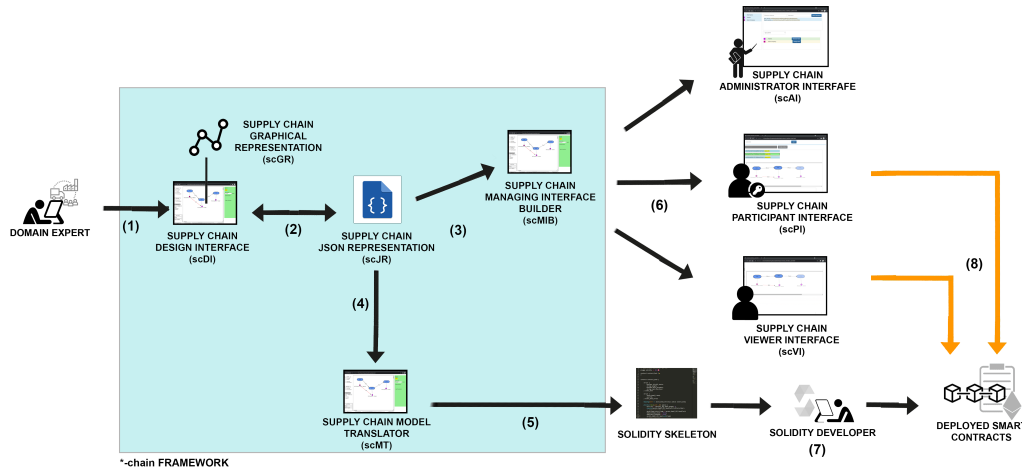 SUPPLY CHAIN
ADMINISTRATOR INTERFAFE
(scAI)
SUPPLY CHAIN
GRAPHICAL
REPRESENTATION
(scGR)
DOMAIN EXPERT
(1)
SUPPLY CHAIN
DESIGN INTERFACE
(scDI)
(2)
{ }
SUPPLY CHAIN
JSON REPRESENTATION
(scJR)
(3)
SUPPLY CHAIN
MANAGING INTERFACE
BUILDER
(scMIB)
(6)
SUPPLY CHAIN
PARTICIPANT INTERFACE
(scPI)
(8)
(4)
SUPPLY CHAIN
VIEWER INTERFACE
(scVI)
SUPPLY CHAIN MODEL
TRANSLATOR
(scMT)
(5)
SOLIDITY SKELETON
SOLIDITY DEVELOPER
(7)
DEPLOYED SMAR
CONTRACTS
*-chain FRAMEWORK